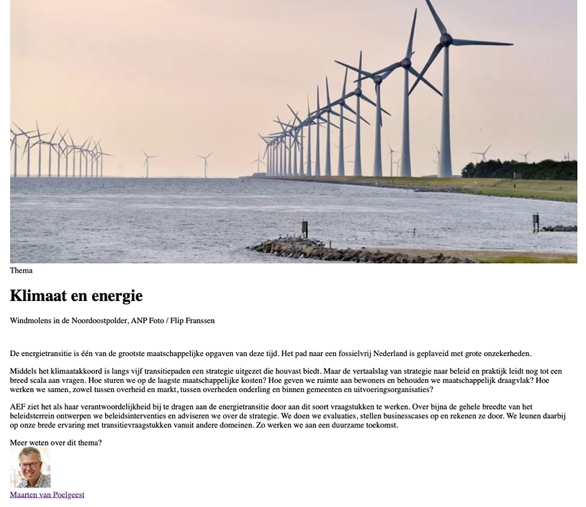 Thema
Klimaat en energie
Windmolens in de Noordoostpolder, ANP Foto / Flip Franssen
De energietransitie is één van de grootste maatschappelijke opgaven van deze tijd. Het pad naar een fossielvrij Nederland is geplaveid met grote onzekerheden.
Middels het klimaatakkoord is langs vijf transitiepaden een strategie uitgezet die houvast biedt. Maar de vertaalslag van strategie naar beleid en praktijk leidt nog tot een
breed scala aan vragen. Hoe sturen we op de laagste maatschappelijke kosten? Hoe geven we ruimte aan bewoners en behouden we maatschappelijk draagvlak? Hoe
werken we samen, zowel tussen overheid en markt, tussen overheden onderling en binnen gemeenten en uitvoeringsorganisaties?
AEF ziet het als haar verantwoordelijkheid bij te dragen aan de energietransitie door aan dit soort vraagstukken te werken. Over bijna de gehele breedte van het
beleidsterrein ontwerpen we beleidsinterventies en adviseren we over de strategie. We doen we evaluaties, stellen businesscases op en rekenen ze door. We leunen daarbij
op onze brede ervaring met transitievraagstukken vanuit andere domeinen. Zo werken we aan een duurzame toekomst.
Meer weten over dit thema?
Maarten van Poelgeest